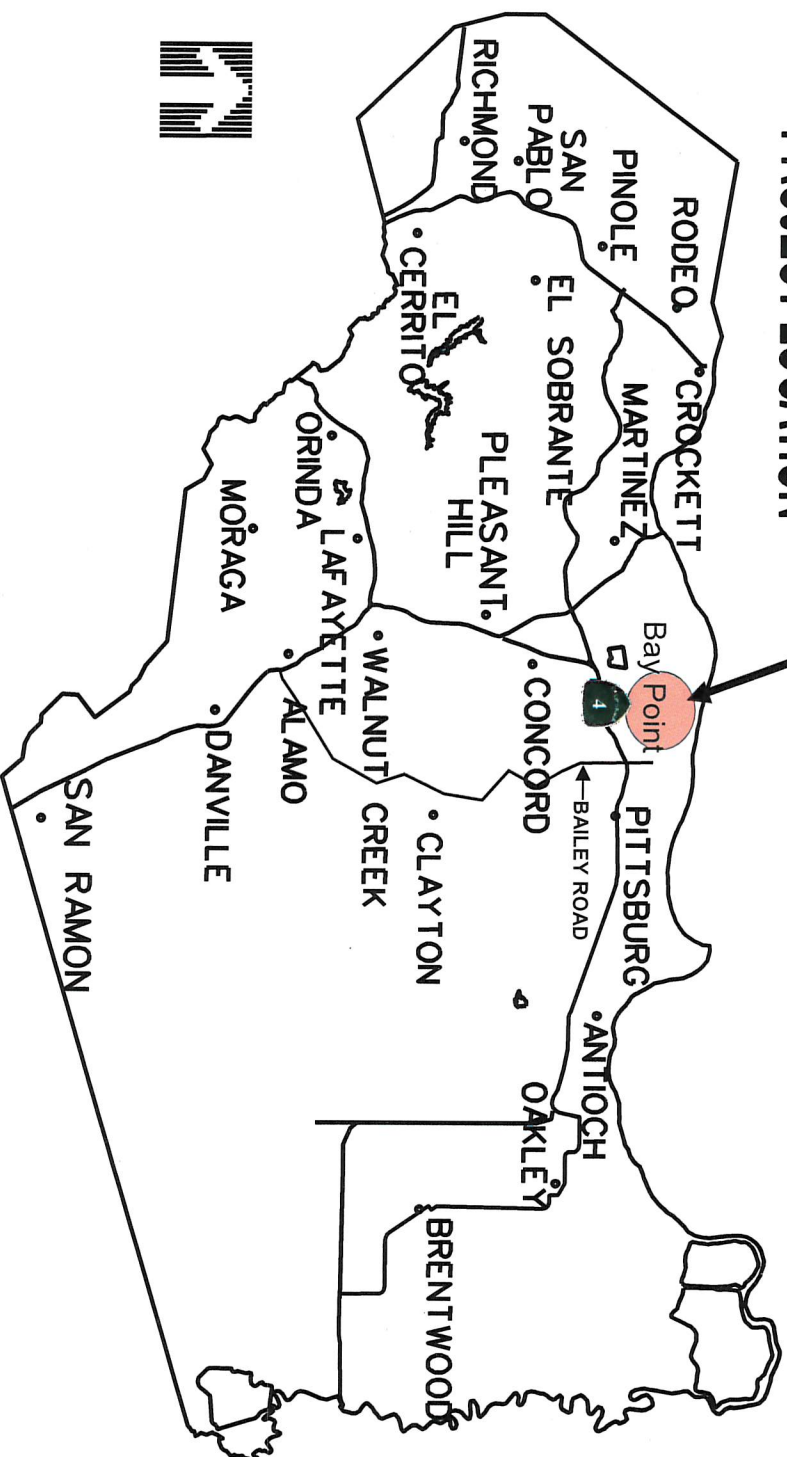 PROJECT LOCATION
RODEO
CROCKETT
PINOLE
SAN
PABLO
RICHMOND
EL SOBRANTE
MARTINEZ
EL
CERRITO
PLEASANT
HILL
Bay Point
4
PITTSBURG
ANTIOCH
BAILEY ROAD
CONCORD
OAKLEY
ORINDA
LAFAYETTE
WALNUT
CREEK
CLAYTON
BRENTWOOD
MORAGA
ALAMO
DANVILLE
SAN RAMON